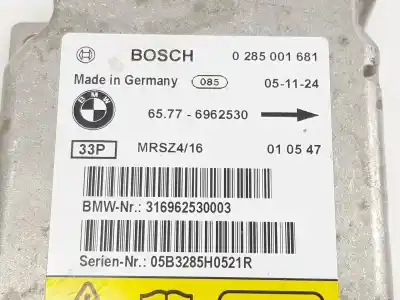 BOSCH 0 285 001 681
Made in Germany 085 05-11-24
BMW 65.77 - 6962530
33P MRSZ4/16 01 05 47
BMW-Nr.: 316962530003
Serien-Nr.: 05B3285H0521R